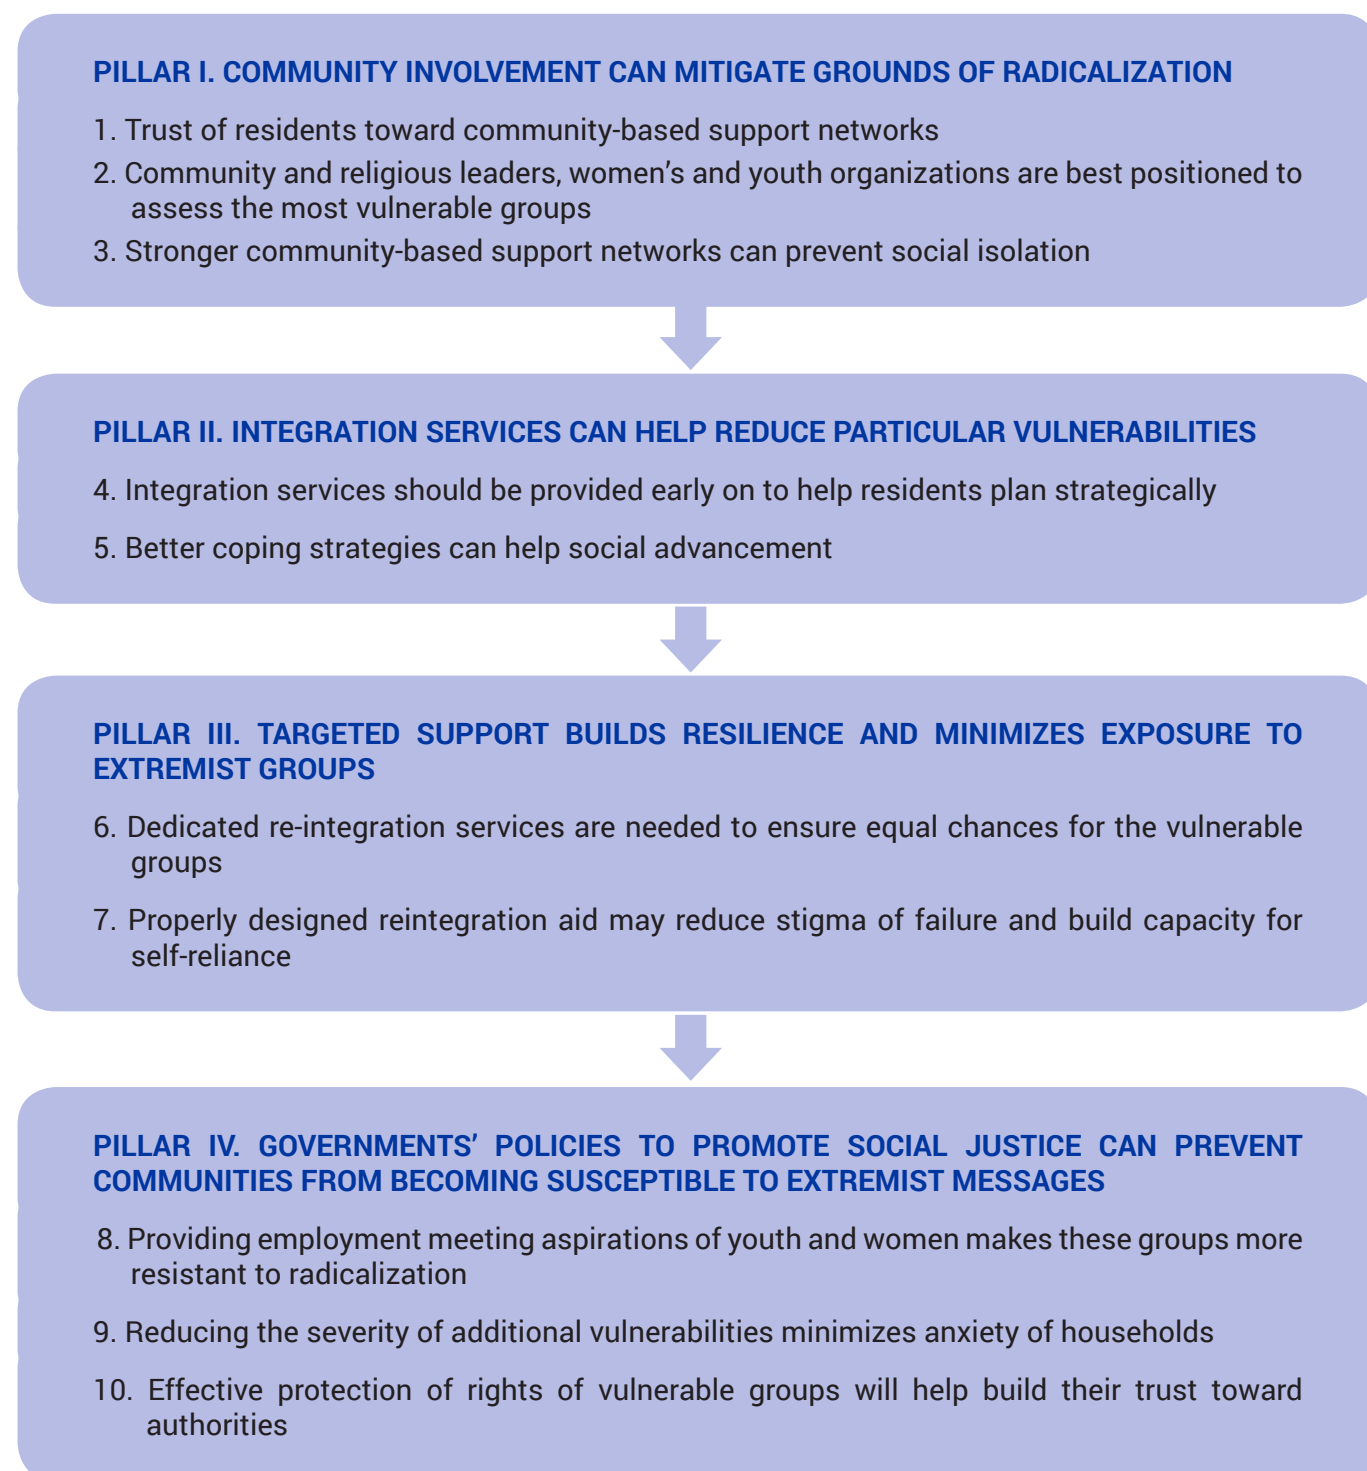 PILLAR I. COMMUNITY INVOLVEMENT CAN MITIGATE GROUNDS OF RADICALIZATION
1. Trust of residents toward community-based support networks
2. Community and religious leaders, women's and youth organizations are best positioned to
assess the most vulnerable groups
3. Stronger community-based support networks can prevent social isolation
PILLAR II. INTEGRATION SERVICES CAN HELP REDUCE PARTICULAR VULNERABILITIES
4. Integration services should be provided early on to help residents plan strategically
5. Better coping strategies can help social advancement
PILLAR III. TARGETED SUPPORT BUILDS RESILIENCE AND MINIMIZES EXPOSURE TO
EXTREMIST GROUPS
6. Dedicated re-integration services are needed to ensure equal chances for the vulnerable
groups
7. Properly designed reintegration aid may reduce stigma of failure and build capacity for
self-reliance
PILLAR IV. GOVERNMENTS' POLICIES TO PROMOTE SOCIAL JUSTICE CAN PREVENT
COMMUNITIES FROM BECOMING SUSCEPTIBLE TO EXTREMIST MESSAGES
8. Providing employment meeting aspirations of youth and women makes these groups more
resistant to radicalization
9. Reducing the severity of additional vulnerabilities minimizes anxiety of households
10. Effective protection of rights of vulnerable groups will help build their trust toward
authorities